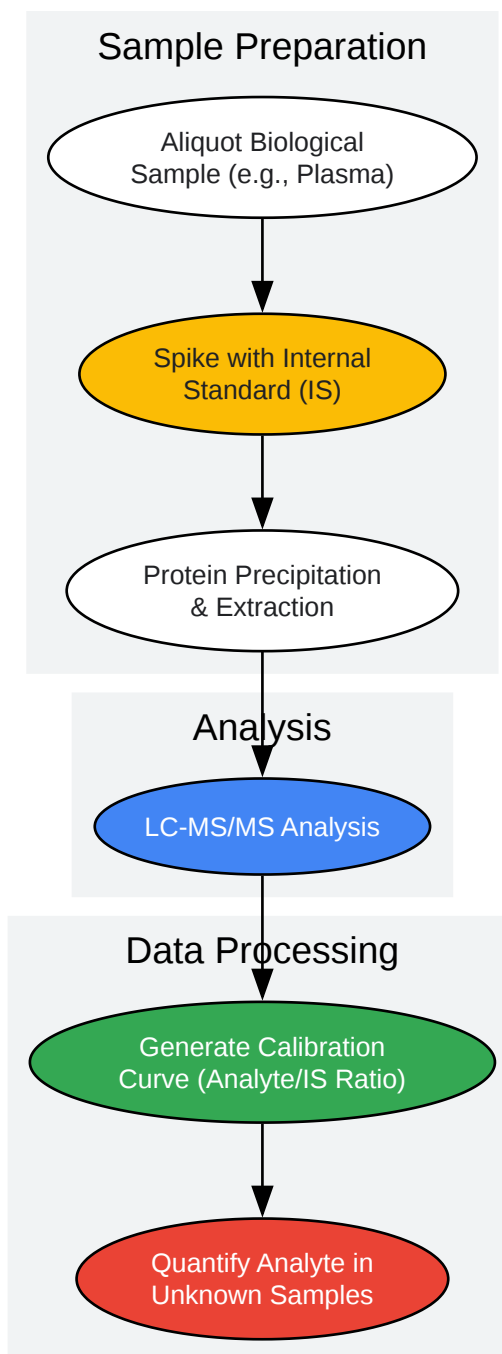 Sample Preparation
Aliquot Biological
Sample (e.g., Plasma)
Spike with Internal
Standard (IS)
Protein Precipitation
& Extraction
Analysis
LC-MS/MS Analysis
Data Processing
Generate Calibration
Curve (Analyte/IS Ratio)
Quantify Analyte in
Unknown Samples